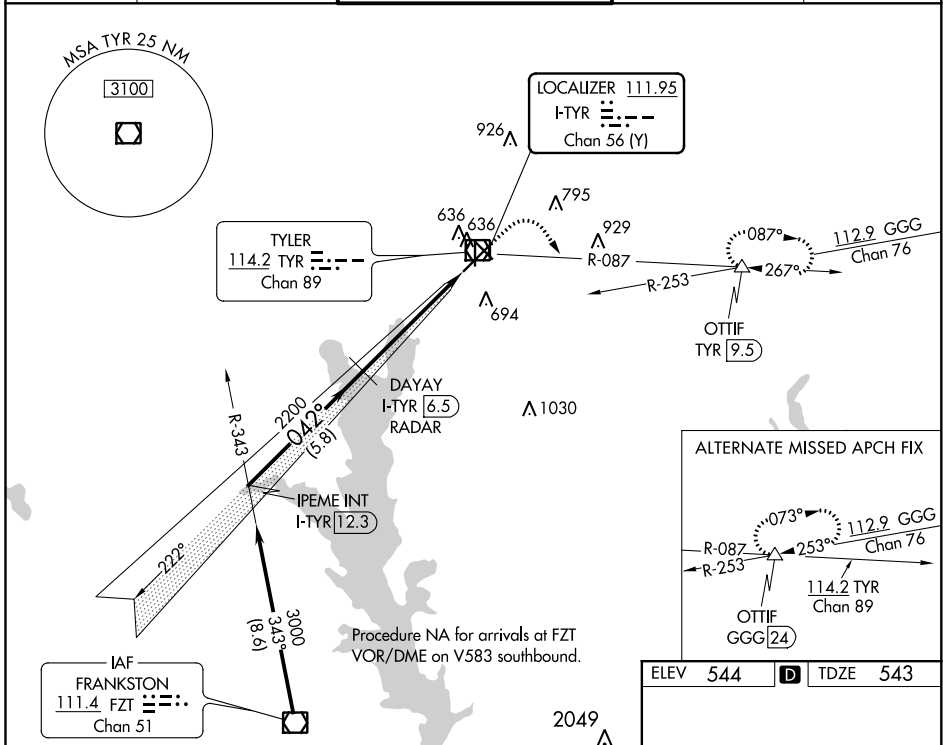 MSA TYR 25 NM
3100
LOCALIZER 111.95
I-TYR
Chan 56 (Y)
926
795
636
636
929
TYLER
114.2 TYR
Chan 89
R-087
087°
112.9 GGG
Chan 76
267°
R-253
694
OTTIF
TYR 9.5
DAYAY
I-TYR 6.5
RADAR
1030
2200
042°
(5.8)
R-343
IPEME INT
I-TYR 12.3
222°
ALTERNATE MISSED APCH FIX
073°
112.9 GGG
Chan 76
R-087
253°
R-253
114.2 TYR
Chan 89
OTTIF
GGG 24
3000
343°
(8.6)
Procedure NA for arrivals at FZT
VOR/DME on V583 southbound.
IAF
FRANKSTON
111.4 FZT
Chan 51
ELEV 544 D TDZE 543
2049